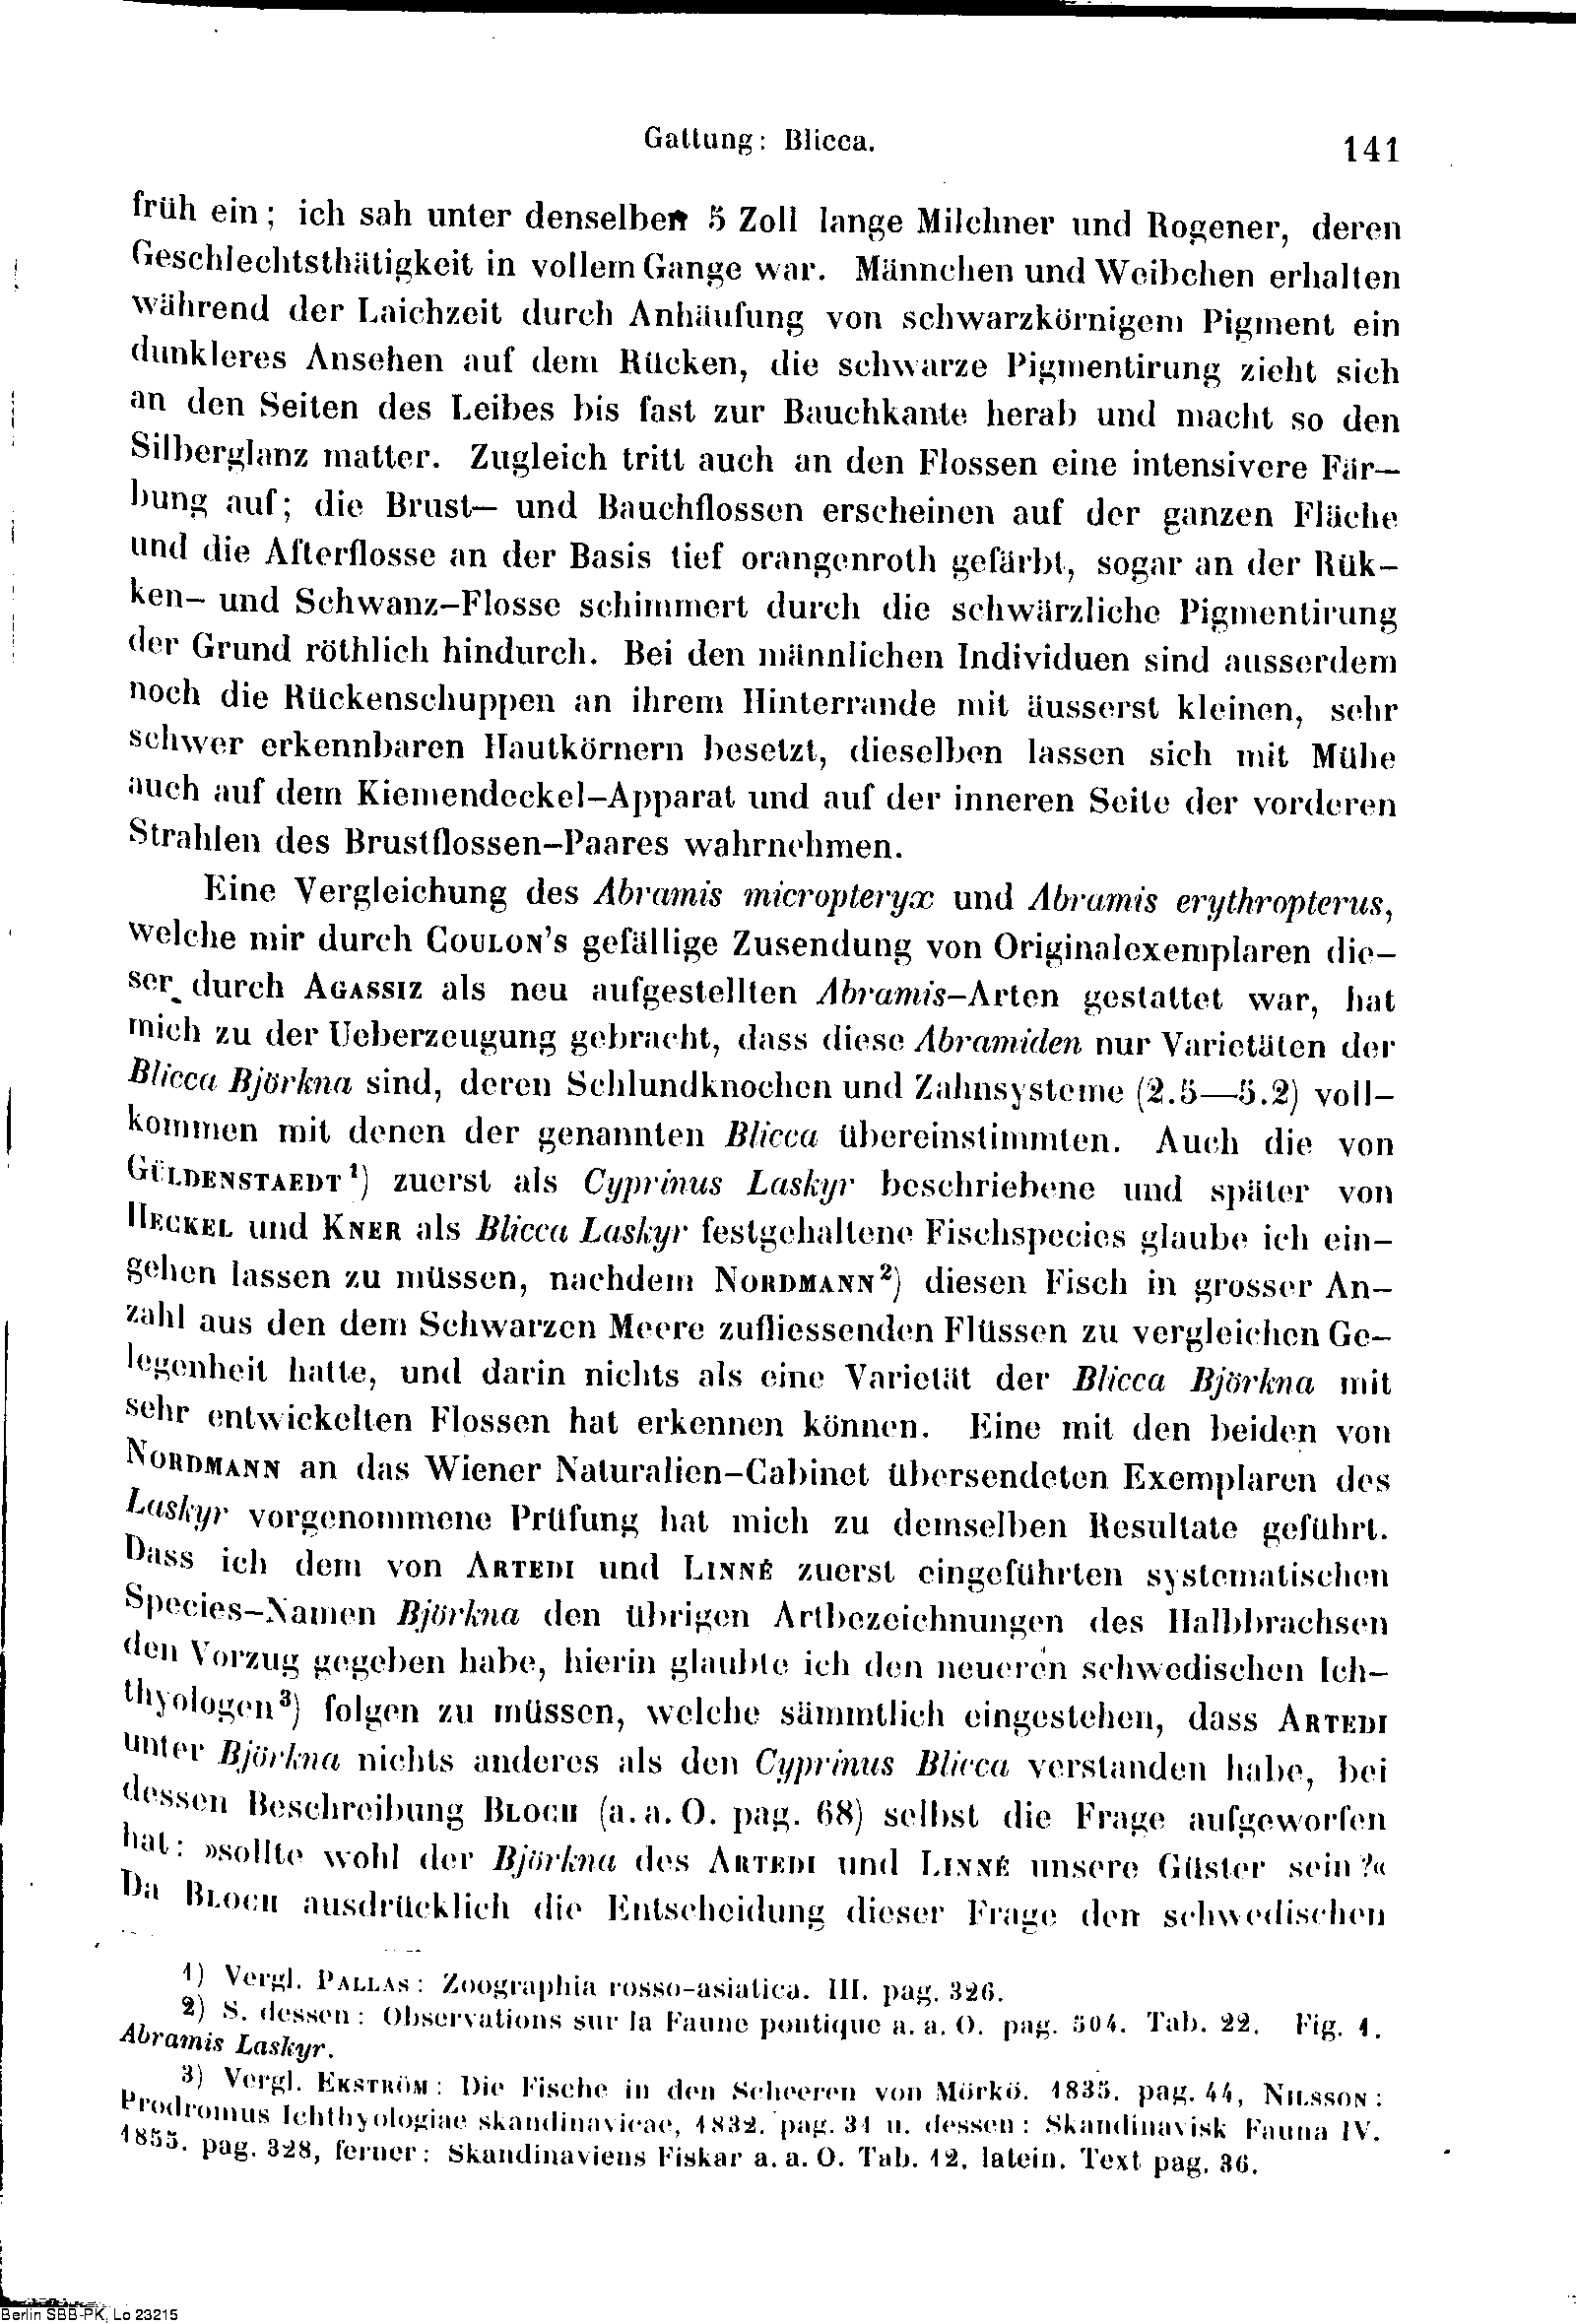 Gattung: Blicca.
141
früh ein; ich sah unter denselben 5 Zoll lange Milchner und Rogener, deren
Geschlechtsthätigkeit in vollem Gange war. Männchen und Weibchen erhalten
während der Laichzeit durch Anhäufung von schwarzkörnigem Pigment ein
dunkleres Ansehen auf dem Rücken, die schwarze Pigmentirung zieht sich
an den Seiten des Leibes bis fast zur Bauchkante herab und macht so den
Silberglanz matter. Zugleich tritt auch an den Flossen eine intensivere Fär-
bung auf; die Brust- und Bauchflossen erscheinen auf der ganzen Fläche
und die Afterflosse an der Basis tief orangenroth gefärbt, sogar an der Rük-
ken- und Schwanz-Flosse schimmert durch die schwärzliche Pigmentirung
der Grund röthlich hindurch. Bei den männlichen Individuen sind ausserdem
noch die Rückenschuppen an ihrem Hinterrande mit äusserst kleinen, sehr
schwer erkennbaren Hautkörnern besetzt, dieselben lassen sich mit Mühe
auch auf dem Kiemendeckel-Apparat und auf der inneren Seite der vorderen
Strahlen des Brustflossen-Paares wahrnehmen.
Eine Vergleichung des Abramis micropteryx und Abramis erythropterus,
welche mir durch COULON's gefällige Zusendung von Originalexemplaren die-
ser durch AGASSIZ als neu aufgestellten Abramis-Arten gestattet war, hat
mich zu der Ueberzeugung gebracht, dass diese Abramiden nur Varietäten der
Blicca Björkna sind, deren Schlundknochen und Zahnsysteme (2.5—5.2) voll-
kommen mit denen der genannten Blicca übereinstimmten. Auch die von
GÜLDENSTAEDT¹) zuerst als Cyprinus Laskyr beschriebene und später von
HECKEL und KNER als Blicca Laskyr festgehaltene Fischspecies glaube ich ein-
gehen lassen zu müssen, nachdem NORDMANN²) diesen Fisch in grosser An-
zahl aus den dem Schwarzen Meere zufliessenden Flüssen zu vergleichen Ge-
legenheit hatte, und darin nichts als eine Varietät der Blicca Björkna mit
sehr entwickelten Flossen hat erkennen können. Eine mit den beiden von
NORDMANN an das Wiener Naturalien-Cabinet übersendeten Exemplaren des
Laskyr vorgenommene Prüfung hat mich zu demselben Resultate geführt.
Dass ich dem von ARTEDI und LINNÉ zuerst eingeführten systematischen
Species-Namen Björkna den übrigen Artbezeichnungen des Halbbrachsen
den Vorzug gegeben habe, hierin glaubte ich den neueren schwedischen Ich-
thyologen³) folgen zu müssen, welche sämmtlich eingestehen, dass ARTEDI
unter Björkna nichts anderes als den Cyprinus Blicca verstanden habe, bei
dessen Beschreibung BLOCH (a. a. O. pag. 68) selbst die Frage aufgeworfen
hat: »sollte wohl der Björkna des ARTEDI und LINNÉ unsere Güster sein?«
Da BLOCH ausdrücklich die Entscheidung dieser Frage den schwedischen
1) Vergl. PALLAS: Zoographia rosso-asiatica. III. pag. 326.
2) S. dessen: Observations sur la Faune pontique a. a. O. pag. 504. Tab. 22. Fig. 1.
Abramis Laskyr.
3) Vergl. EKSTRÖM: Die Fische in den Scheeren von Mörkö. 1835. pag. 44, NILSSON:
Prodromus Ichthyologiae skandinavicae, 1832. pag. 31 u. dessen: Skandinavisk Fauna IV.
1855. pag. 328, ferner: Skandinaviens Fiskar a. a. O. Tab. 12. latein. Text pag. 36.
Berlin SBB-PK, Lo 23215